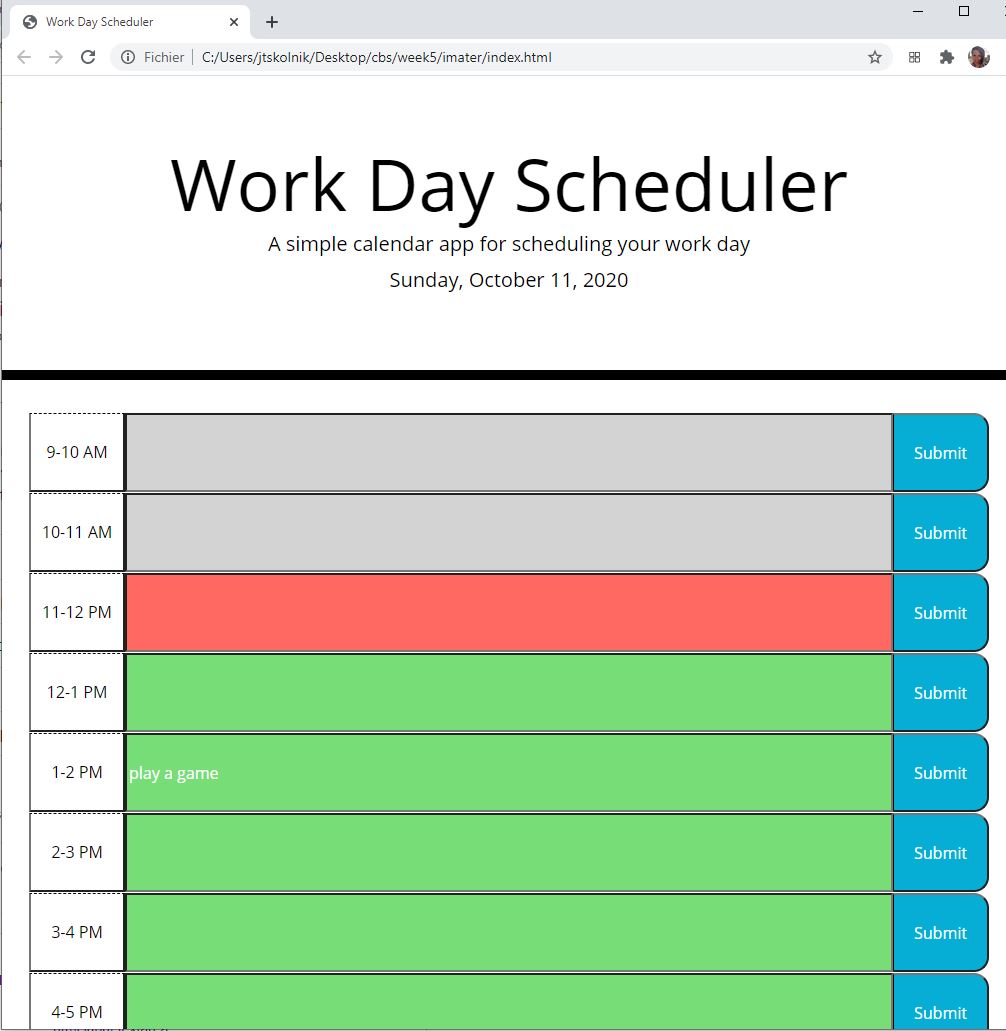 Work Day Scheduler
Fichier C:/Users/jtskolnik/Desktop/cbs/week5/imater/index.html
Work Day Scheduler
A simple calendar app for scheduling your work day
Sunday, October 11, 2020
9-10 AM Submit
10-11 AM Submit
11-12 PM Submit
12-1 PM Submit
1-2 PM play a game Submit
2-3 PM Submit
3-4 PM Submit
4-5 PM Submit